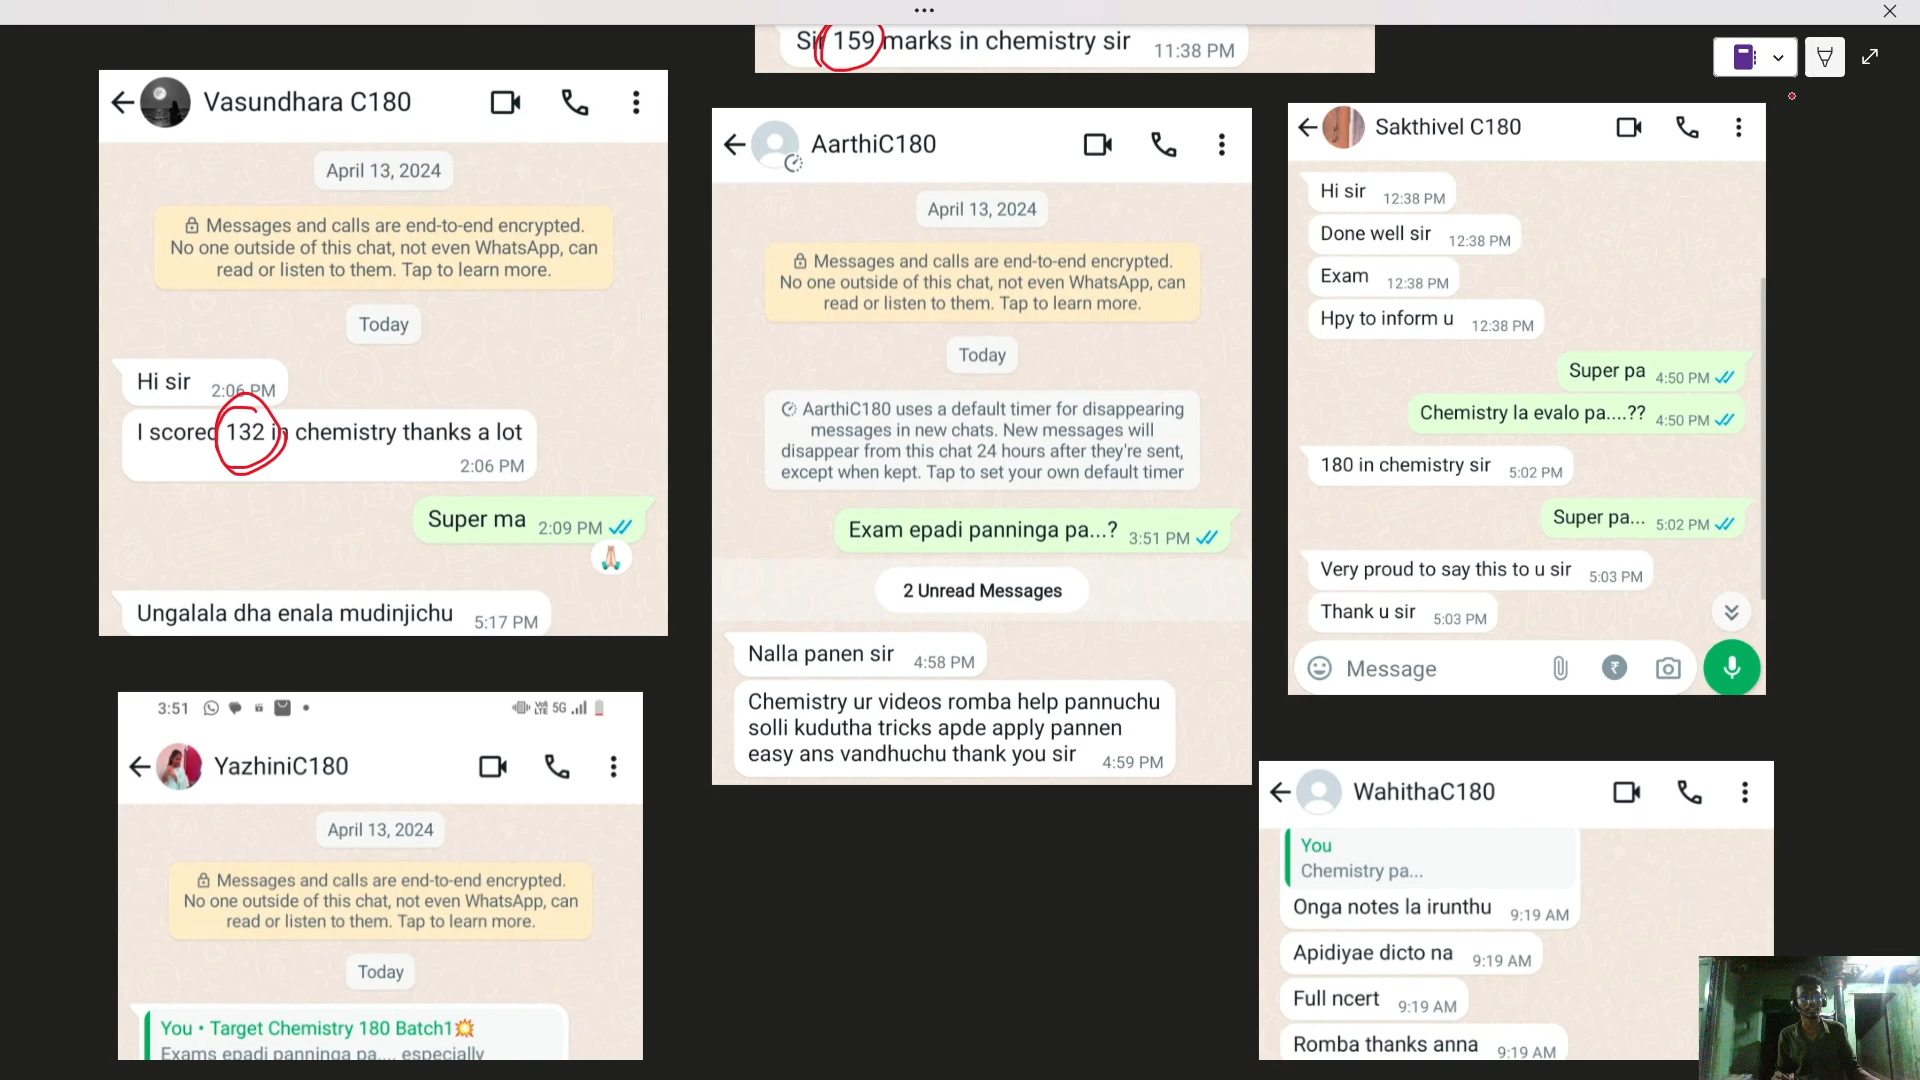 Sir 159 marks in chemistry sir 11:38 PM
Vasundhara C180
April 13, 2024
Messages and calls are end-to-end encrypted.
No one outside of this chat, not even WhatsApp, can
read or listen to them. Tap to learn more.
Today
Hi sir 2:06 PM
I scored 132 in chemistry thanks a lot
2:06 PM
Super ma 2:09 PM
Ungalala dha enala mudinjichu 5:17 PM
AarthiC180
April 13, 2024
Messages and calls are end-to-end encrypted.
No one outside of this chat, not even WhatsApp, can
read or listen to them. Tap to learn more.
Today
AarthiC180 uses a default timer for disappearing
messages in new chats. New messages will
disappear from this chat 24 hours after they're sent,
except when kept. Tap to set your own default timer
Exam epadi panninga pa...? 3:51 PM
2 Unread Messages
Nalla panen sir 4:58 PM
Chemistry ur videos romba help pannuchu
solli kudutha tricks apde apply pannen
easy ans vandhuchu thank you sir 4:59 PM
Sakthivel C180
Hi sir 12:38 PM
Done well sir 12:38 PM
Exam 12:38 PM
Hpy to inform u 12:38 PM
Super pa 4:50 PM
Chemistry la evalo pa....?? 4:50 PM
180 in chemistry sir 5:02 PM
Super pa... 5:02 PM
Very proud to say this to u sir 5:03 PM
Thank u sir 5:03 PM
Message
3:51 5G
YazhiniC180
April 13, 2024
Messages and calls are end-to-end encrypted.
No one outside of this chat, not even WhatsApp, can
read or listen to them. Tap to learn more.
Today
You • Target Chemistry 180 Batch1💥
Exams epadi panninga pa.... especially
WahithaC180
You
Chemistry pa...
Onga notes la irunthu 9:19 AM
Apidiyae dicto na 9:19 AM
Full ncert 9:19 AM
Romba thanks anna 9:19 AM